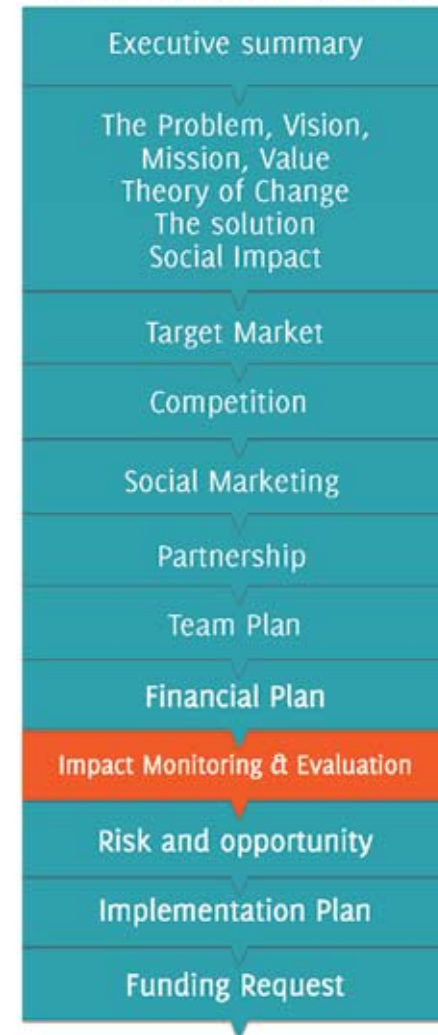 Executive summary
The Problem, Vision,
Mission, Value
Theory of Change
The solution
Social Impact
Target Market
Competition
Social Marketing
Partnership
Team Plan
Financial Plan
Impact Monitoring & Evaluation
Risk and opportunity
Implementation Plan
Funding Request